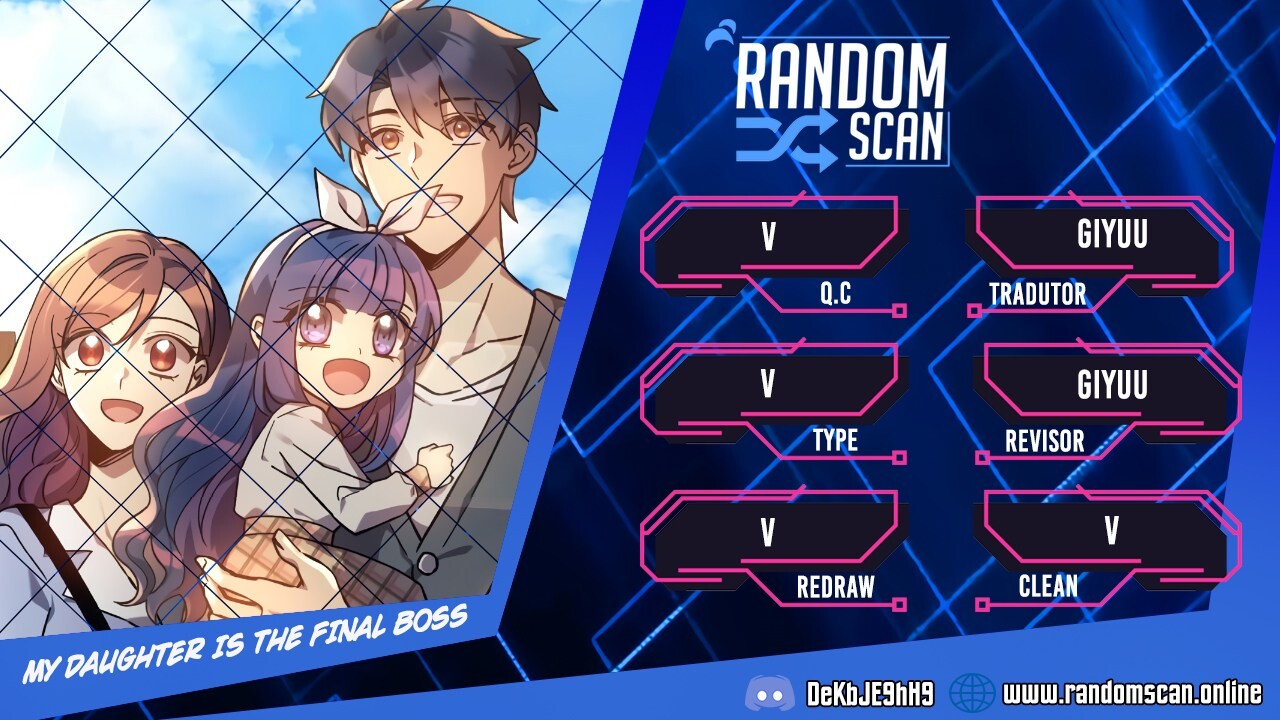 RANDOM
SCAN
V
Q.C
GIYUU
TRADUTOR
V
TYPE
GIYUU
REVISOR
V
REDRAW
V
CLEAN
MY DAUGHTER IS THE FINAL BOSS
DeKbJE9hH9
www.randomscan.online